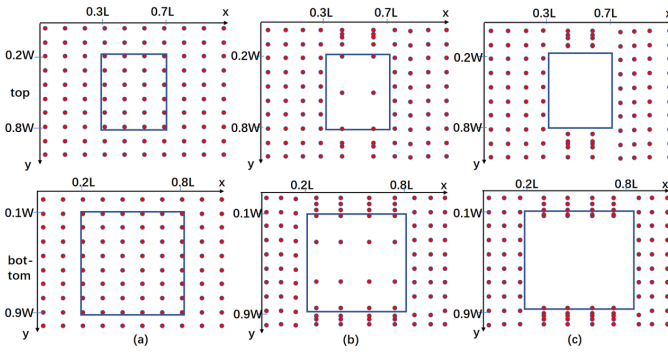 0.3L 0.7L x
0.2W
top
0.8W
y
0.3L 0.7L x
0.2W
0.8W
y
0.3L 0.7L x
0.2W
0.8W
y
0.2L 0.8L x
0.1W
bot-
tom
0.9W
y
(a)
0.2L 0.8L x
0.1W
0.9W
y
(b)
0.2L 0.8L x
0.1W
0.9W
y
(c)